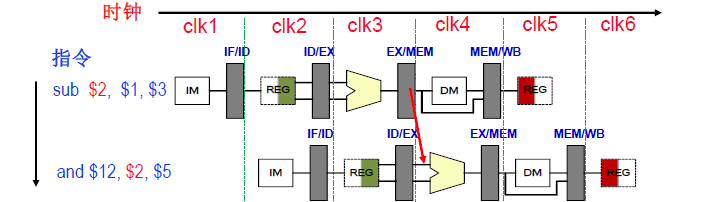 时钟
clk1 clk2 clk3 clk4 clk5 clk6
指令
IF/ID ID/EX EX/MEM MEM/WB
sub $2, $1, $3 IM REG DM REG
IF/ID ID/EX EX/MEM MEM/WB
and $12, $2, $5 IM REG DM REG